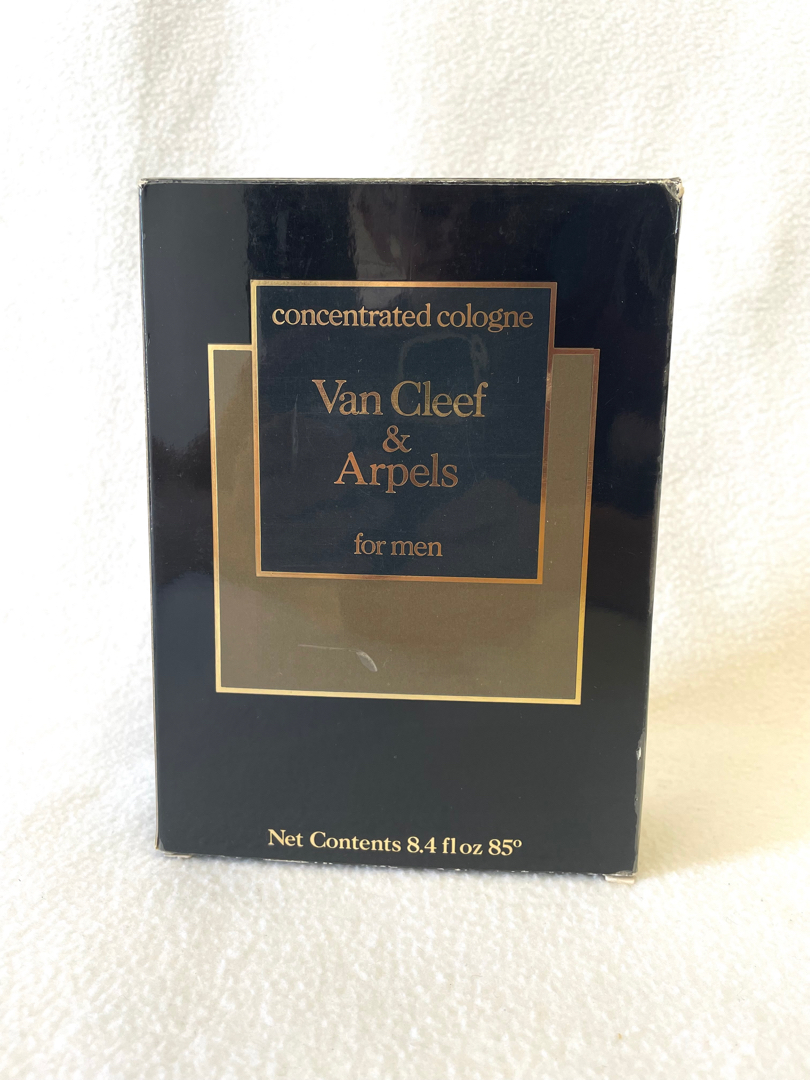 concentrated cologne
Van Cleef
&
Arpels
for men
Net Contents 8.4 fl oz 85º